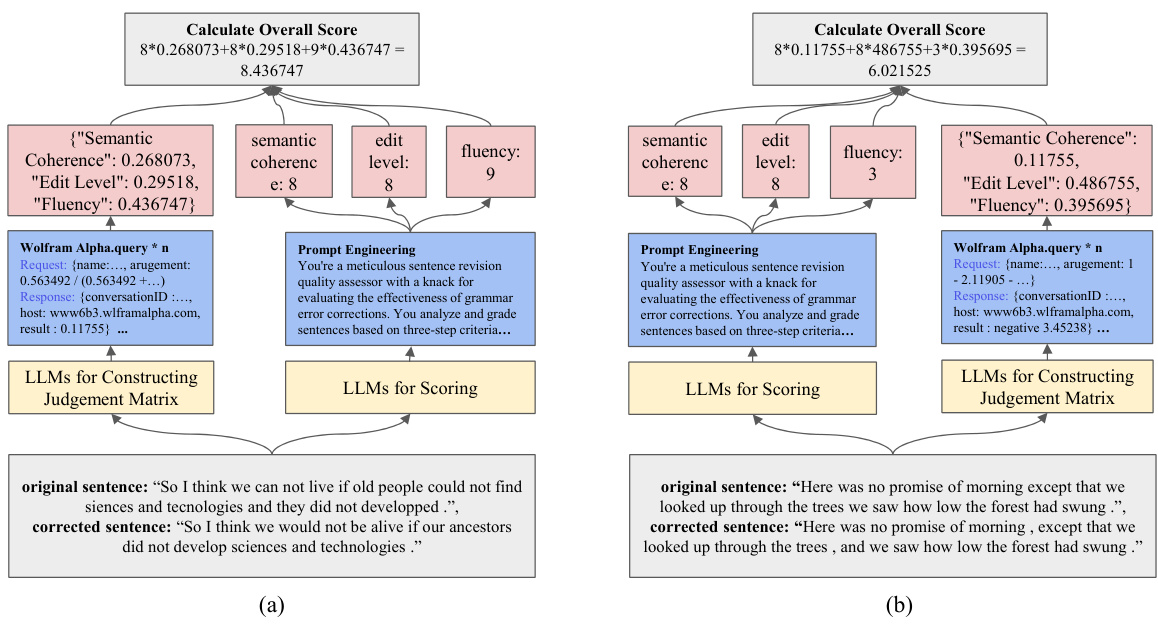 Calculate Overall Score
8*0.268073+8*0.29518+9*0.436747 =
8.436747
{"Semantic
Coherence": 0.268073,
"Edit Level": 0.29518,
"Fluency": 0.436747}
semantic
coherenc
e: 8
edit
level:
8
fluency:
9
Wolfram Alpha.query * n
Request: {name:…, arugement:
0.563492 / (0.563492 +…)
Response: {conversationID :…,
host: www6b3.wlframalpha.com,
result : 0.11755} ...
Prompt Engineering
You're a meticulous sentence revision
quality assessor with a knack for
evaluating the effectiveness of grammar
error corrections. You analyze and grade
sentences based on three-step criteria…
LLMs for Constructing
Judgement Matrix
LLMs for Scoring
original sentence: “So I think we can not live if old people could not find
siences and tecnologies and they did not developped .”,
corrected sentence: “So I think we would not be alive if our ancestors
did not develop sciences and technologies .”
(a)
Calculate Overall Score
8*0.11755+8*486755+3*0.395695 =
6.021525
semantic
coherenc
e: 8
edit
level:
8
fluency:
3
{"Semantic Coherence":
0.11755,
"Edit Level": 0.486755,
"Fluency": 0.395695}
Prompt Engineering
You're a meticulous sentence revision
quality assessor with a knack for
evaluating the effectiveness of grammar
error corrections. You analyze and grade
sentences based on three-step criteria…
Wolfram Alpha.query * n
Request: {name:…, arugement: 1
- 2.11905 - …}
Response: {conversationID :…,
host: www6b3.wlframalpha.com,
result : negative 3.45238} ...
LLMs for Scoring
LLMs for Constructing
Judgement Matrix
original sentence: “Here was no promise of morning except that we
looked up through the trees we saw how low the forest had swung .”,
corrected sentence: “Here was no promise of morning , except that we
looked up through the trees , and we saw how low the forest had swung .”
(b)